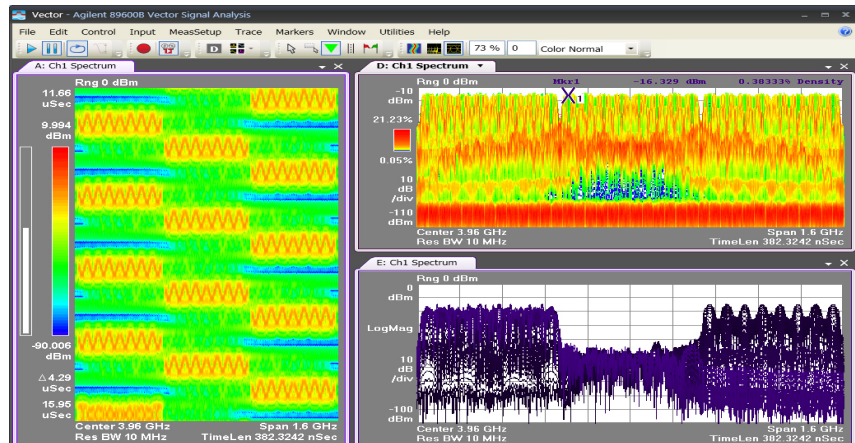 Vector - Agilent 89600B Vector Signal Analysis
File Edit Control Input MeasSetup Trace Markers Window Utilities Help
D 73 % 0 Color Normal
A: Ch1 Spectrum
Rng 0 dBm
11.66
uSec
9.994
dBm
-90.006
dBm
△4.29
uSec
15.95
uSec
Center 3.96 GHz Span 1.6 GHz
Res BW 10 MHz TimeLen 382.3242 nSec
D: Ch1 Spectrum
Rng 0 dBm Mkr1 -16.329 dBm 0.38333% Density
-10
dBm
1
21.23%
0.05%
10
dB
/div
-110
dBm
Center 3.96 GHz Span 1.6 GHz
Res BW 10 MHz TimeLen 382.3242 nSec
E: Ch1 Spectrum
Rng 0 dBm
0
dBm
LogMag
10
dB
/div
-100
dBm
Center 3.96 GHz Span 1.6 GHz
Res BW 10 MHz TimeLen 382.3242 nSec